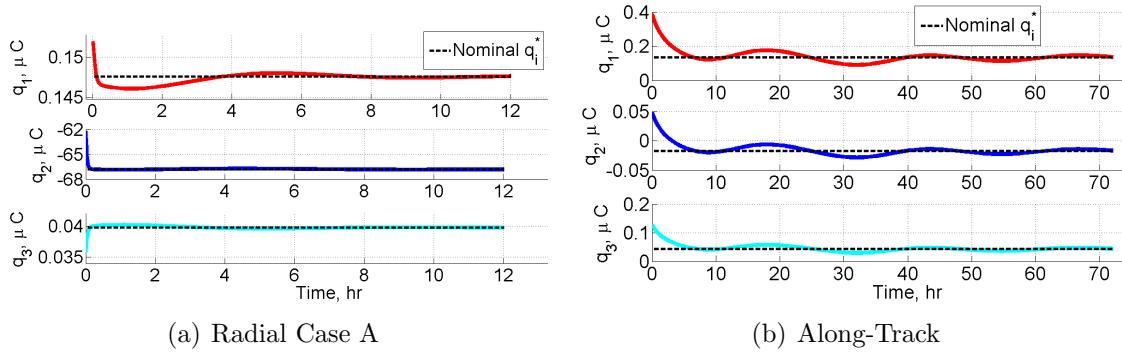 0.15
0.145
q1, μ C
Nominal q*i
0 2 4 6 8 10 12
-62
-65
-68
q2, μ C
0 2 4 6 8 10 12
0.04
0.035
q3, μ C
0 2 4 6 8 10 12
Time, hr
(a) Radial Case A
0.4
0.2
0
q1, μ C
Nominal q*i
0 10 20 30 40 50 60 70
0.05
0
-0.05
q2, μ C
0 10 20 30 40 50 60 70
0.2
0.1
0
q3, μ C
0 10 20 30 40 50 60 70
Time, hr
(b) Along-Track